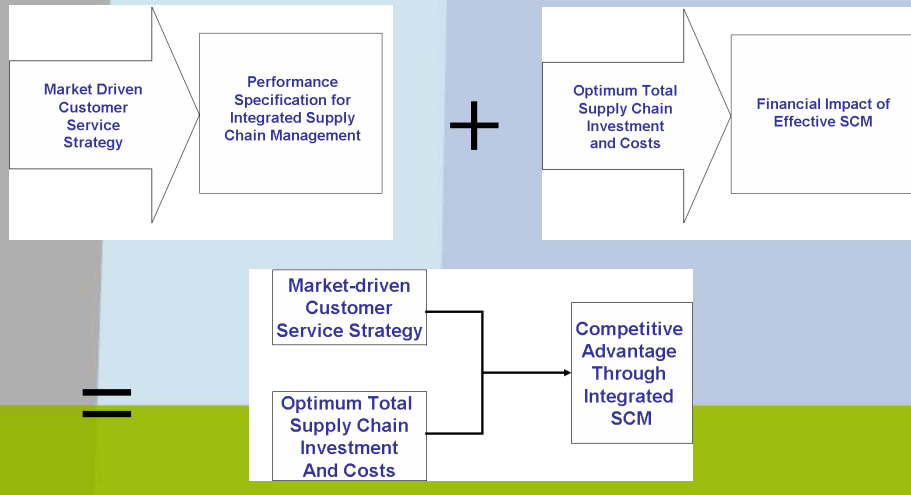 Market Driven
Customer
Service
Strategy
Performance
Specification for
Integrated Supply
Chain Management
+
Optimum Total
Supply Chain
Investment
and Costs
Financial Impact of
Effective SCM
=
Market-driven
Customer
Service Strategy
Optimum Total
Supply Chain
Investment
And Costs
Competitive
Advantage
Through
Integrated
SCM